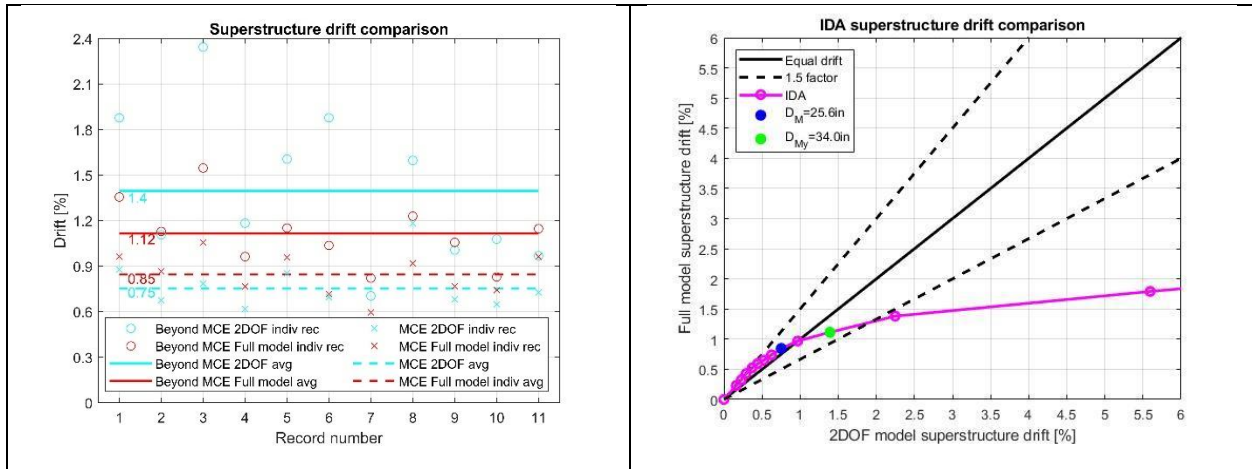 Superstructure drift comparison
2.4
2.1
1.8
1.5
1.2
0.9
0.6
0.3
0
Drift [%]
1.4
1.12
0.85
0.75
Beyond MCE 2DOF indiv rec
MCE 2DOF indiv rec
Beyond MCE Full model indiv rec
MCE Full model indiv rec
Beyond MCE 2DOF avg
MCE 2DOF avg
Beyond MCE Full model avg
MCE Full model indiv avg
1 2 3 4 5 6 7 8 9 10 11
Record number
IDA superstructure drift comparison
6
5.5
5
4.5
4
3.5
3
2.5
2
1.5
1
0.5
0
Full model superstructure drift [%]
Equal drift
1.5 factor
IDA
D_M=25.6in
D_My=34.0in
0 0.5 1 1.5 2 2.5 3 3.5 4 4.5 5 5.5 6
2DOF model superstructure drift [%]